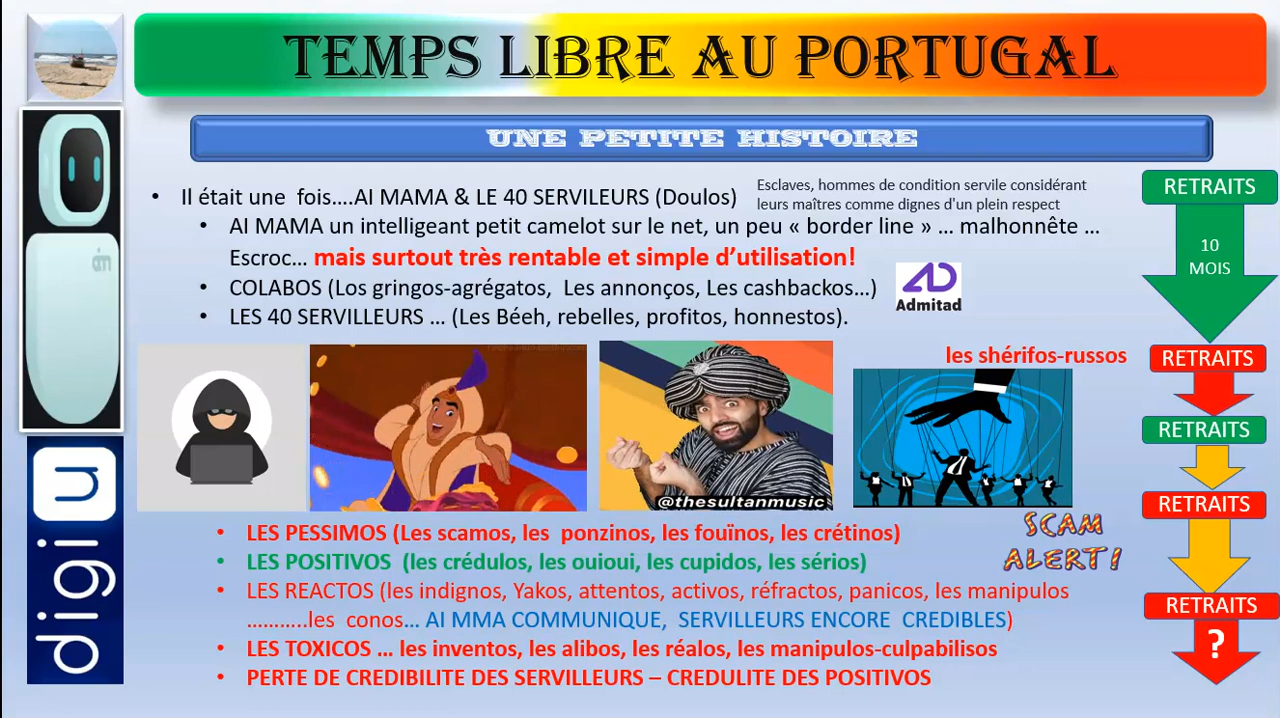 TEMPS LIBRE AU PORTUGAL
UNE PETITE HISTOIRE
• Il était une fois....AI MAMA & LE 40 SERVILEURS (Doulos)
Esclaves, hommes de condition servile considérant
leurs maîtres comme dignes d'un plein respect
• AI MAMA un intelligeant petit camelot sur le net, un peu « border line » … malhonnête …
Escroc… mais surtout très rentable et simple d’utilisation!
• COLABOS (Los gringos-agrégatos, Les annonços, Les cashbackos…)
Admitad
• LES 40 SERVILLEURS … (Les Béeh, rebelles, profitos, honnestos).
les shérifos-russos
@thesultanmusic
SCAM
ALERT!
• LES PESSIMOS (Les scamos, les ponzinos, les fouïnos, les crétinos)
• LES POSITIVOS (les crédulos, les ouioui, les cupidos, les sérios)
• LES REACTOS (les indignos, Yakos, attentos, activos, réfractos, panicos, les manipulos
………..les conos… AI MMA COMMUNIQUE, SERVILLEURS ENCORE CREDIBLES)
• LES TOXICOS … les inventos, les alibos, les réalos, les manipulos-culpabilisos
• PERTE DE CREDIBILITE DES SERVILLEURS – CREDULITE DES POSITIVOS
RETRAITS
10
MOIS
RETRAITS
RETRAITS
RETRAITS
RETRAITS
?
aim
digiu